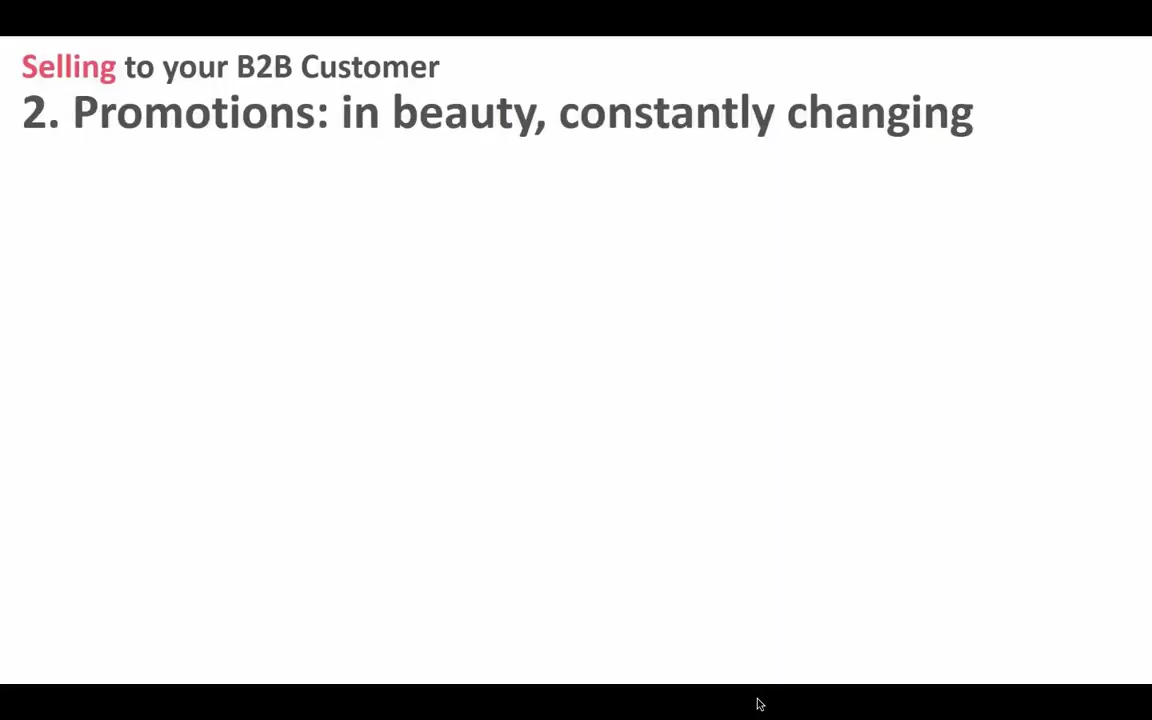 Selling to your B2B Customer
2. Promotions: in beauty, constantly changing